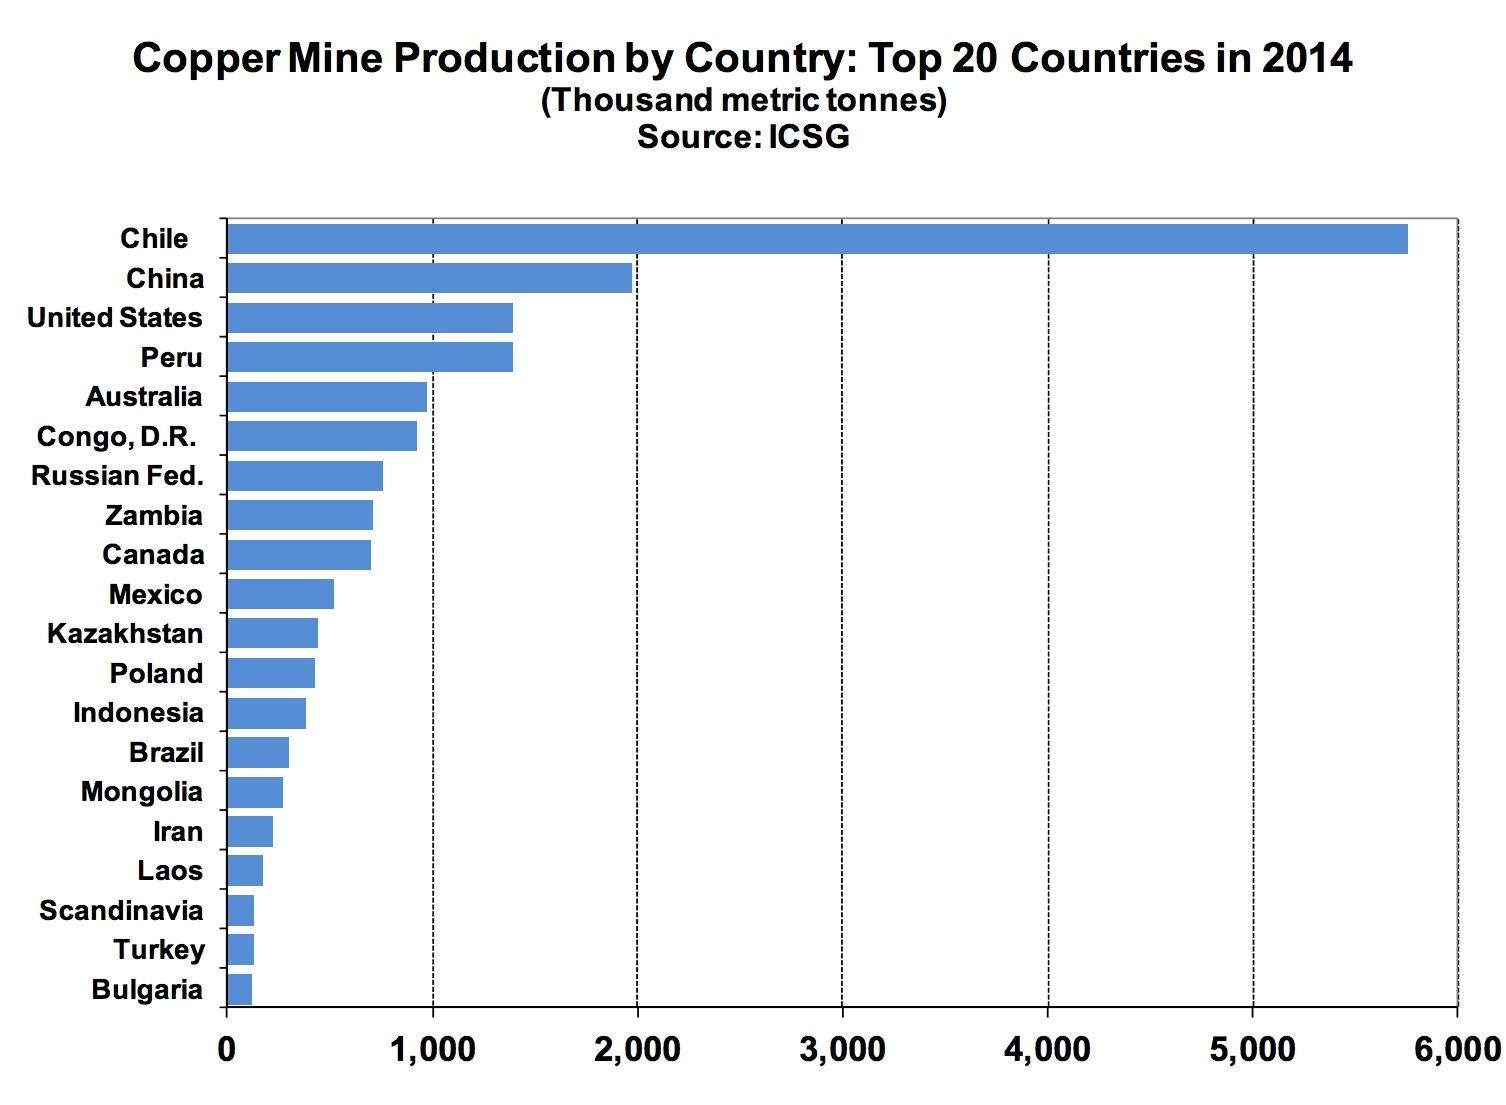 Copper Mine Production by Country: Top 20 Countries in 2014
(Thousand metric tonnes)
Source: ICSG
Chile
China
United States
Peru
Australia
Congo, D.R.
Russian Fed.
Zambia
Canada
Mexico
Kazakhstan
Poland
Indonesia
Brazil
Mongolia
Iran
Laos
Scandinavia
Turkey
Bulgaria
0 1,000 2,000 3,000 4,000 5,000 6,000